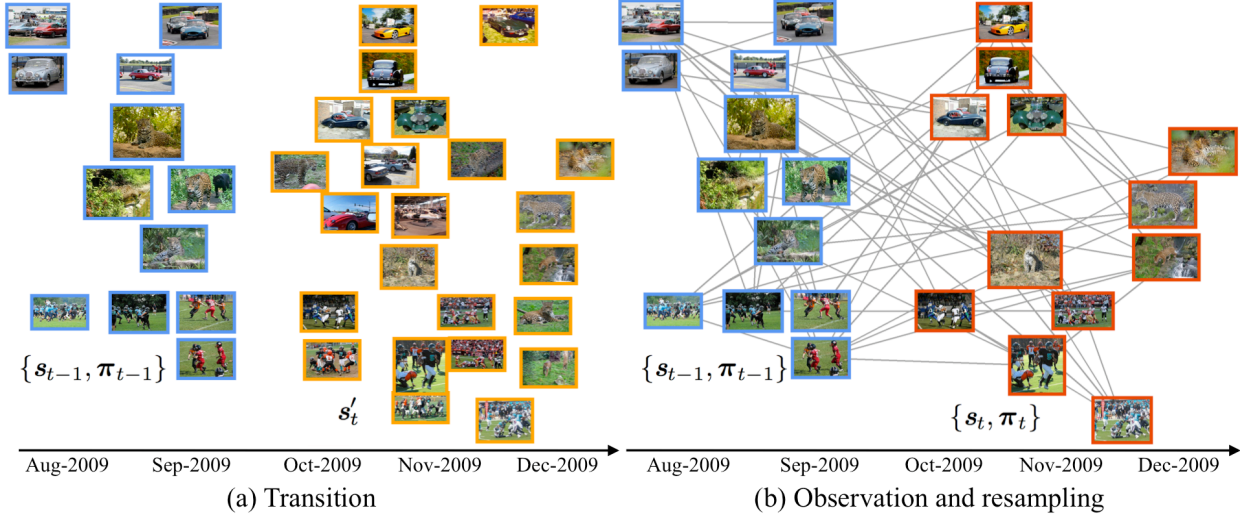 {s_{t-1}, π_{t-1}}
s'_t
Aug-2009 Sep-2009 Oct-2009 Nov-2009 Dec-2009
(a) Transition
{s_{t-1}, π_{t-1}}
{s_t, π_t}
Aug-2009 Sep-2009 Oct-2009 Nov-2009 Dec-2009
(b) Observation and resampling